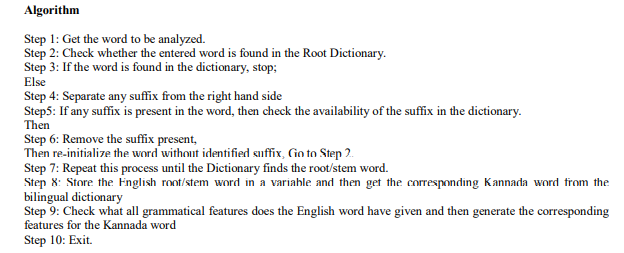 Algorithm
Step 1: Get the word to be analyzed.
Step 2: Check whether the entered word is found in the Root Dictionary.
Step 3: If the word is found in the dictionary, stop;
Else
Step 4: Separate any suffix from the right hand side
Step5: If any suffix is present in the word, then check the availability of the suffix in the dictionary.
Then
Step 6: Remove the suffix present,
Then re-initialize the word without identified suffix, Go to Step 2.
Step 7: Repeat this process until the Dictionary finds the root/stem word.
Step 8: Store the English root/stem word in a variable and then get the corresponding Kannada word from the
bilingual dictionary
Step 9: Check what all grammatical features does the English word have given and then generate the corresponding
features for the Kannada word
Step 10: Exit.